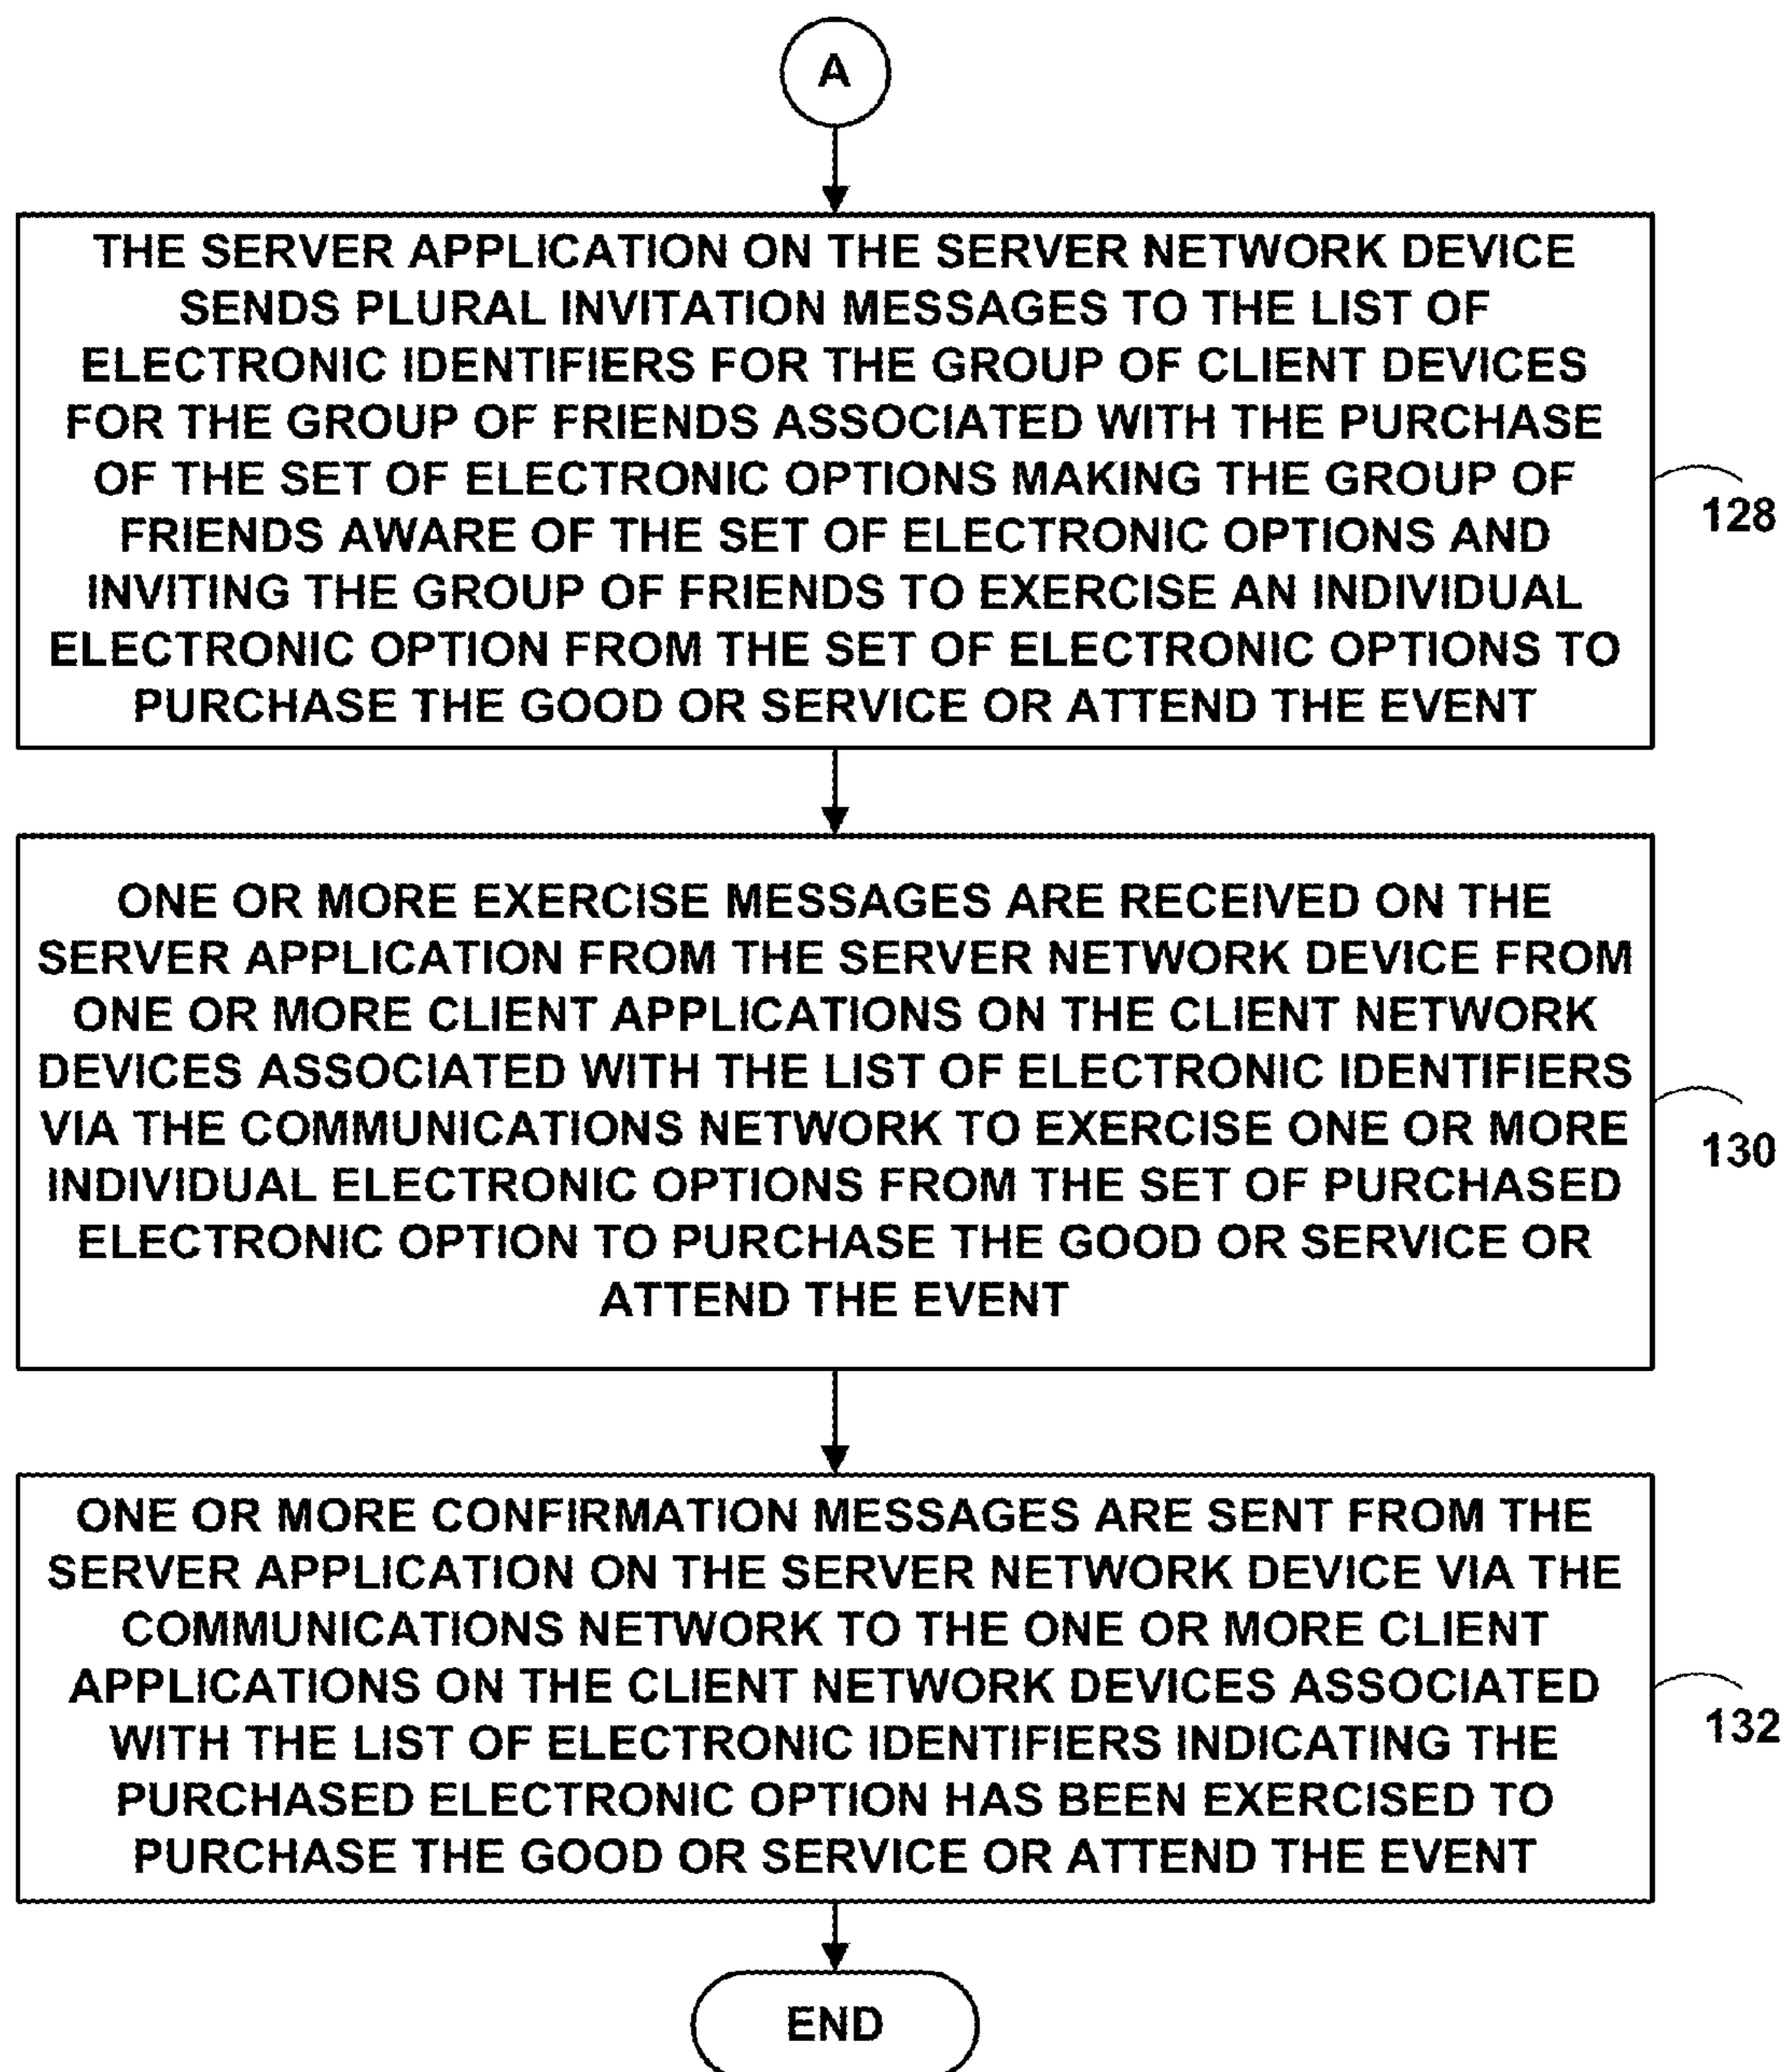 A
THE SERVER APPLICATION ON THE SERVER NETWORK DEVICE
SENDS PLURAL INVITATION MESSAGES TO THE LIST OF
ELECTRONIC IDENTIFIERS FOR THE GROUP OF CLIENT DEVICES
FOR THE GROUP OF FRIENDS ASSOCIATED WITH THE PURCHASE
OF THE SET OF ELECTRONIC OPTIONS MAKING THE GROUP OF
FRIENDS AWARE OF THE SET OF ELECTRONIC OPTIONS AND
INVITING THE GROUP OF FRIENDS TO EXERCISE AN INDIVIDUAL
ELECTRONIC OPTION FROM THE SET OF ELECTRONIC OPTIONS TO
PURCHASE THE GOOD OR SERVICE OR ATTEND THE EVENT
128
ONE OR MORE EXERCISE MESSAGES ARE RECEIVED ON THE
SERVER APPLICATION FROM THE SERVER NETWORK DEVICE FROM
ONE OR MORE CLIENT APPLICATIONS ON THE CLIENT NETWORK
DEVICES ASSOCIATED WITH THE LIST OF ELECTRONIC IDENTIFIERS
VIA THE COMMUNICATIONS NETWORK TO EXERCISE ONE OR MORE
INDIVIDUAL ELECTRONIC OPTIONS FROM THE SET OF PURCHASED
ELECTRONIC OPTION TO PURCHASE THE GOOD OR SERVICE OR
ATTEND THE EVENT
130
ONE OR MORE CONFIRMATION MESSAGES ARE SENT FROM THE
SERVER APPLICATION ON THE SERVER NETWORK DEVICE VIA THE
COMMUNICATIONS NETWORK TO THE ONE OR MORE CLIENT
APPLICATIONS ON THE CLIENT NETWORK DEVICES ASSOCIATED
WITH THE LIST OF ELECTRONIC IDENTIFIERS INDICATING THE
PURCHASED ELECTRONIC OPTION HAS BEEN EXERCISED TO
PURCHASE THE GOOD OR SERVICE OR ATTEND THE EVENT
132
END